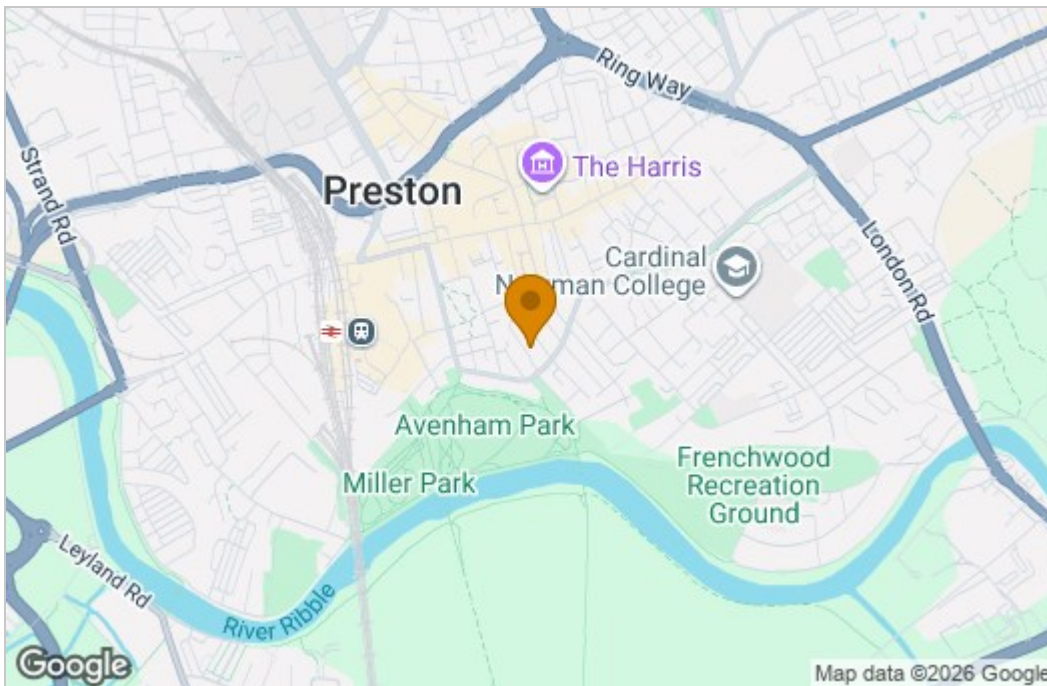 Ring Way
Strand Rd
Preston
The Harris
Cardinal
Newman College
London Rd
Avenham Park
Miller Park
Frenchwood
Recreation
Ground
Leyland Rd
River Ribble
Google
Map data ©2026 Google